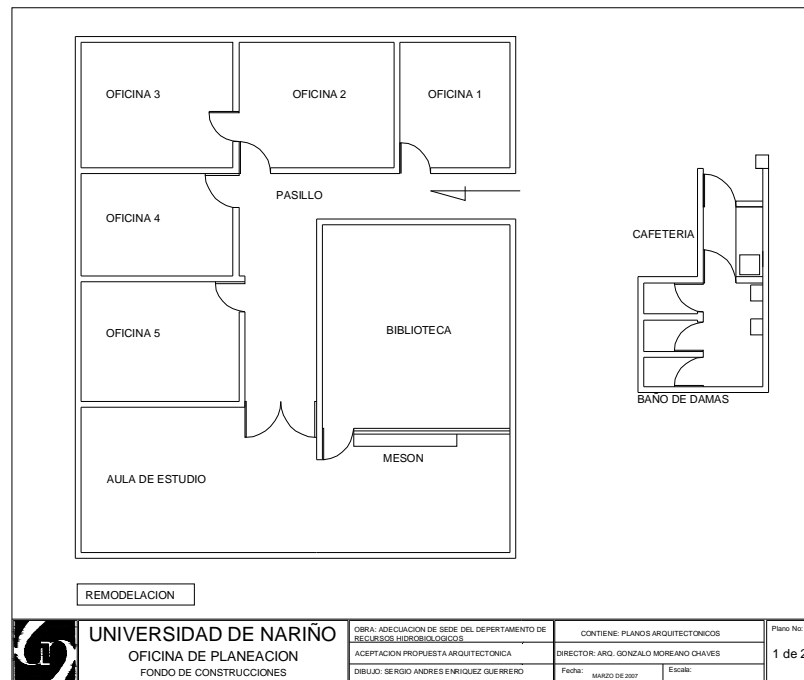 OFICINA 3
OFICINA 2
OFICINA 1
PASILLO
OFICINA 4
CAFETERIA
OFICINA 5
BIBLIOTECA
BAÑO DE DAMAS
MESON
AULA DE ESTUDIO
REMODELACION
UNIVERSIDAD DE NARIÑO
OFICINA DE PLANEACION
FONDO DE CONSTRUCCIONES
OBRA: ADECUACION DE SEDE DEL DEPERTAMENTO DE
RECURSOS HIDROBIOLOGICOS
ACEPTACION PROPUESTA ARQUITECTONICA
DIBUJO: SERGIO ANDRES ENRIQUEZ GUERRERO
CONTIENE: PLANOS ARQUITECTONICOS
DIRECTOR: ARQ. GONZALO MOREANO CHAVES
Fecha: MARZO DE 2007
Escala:
Plano No:
1 de 2